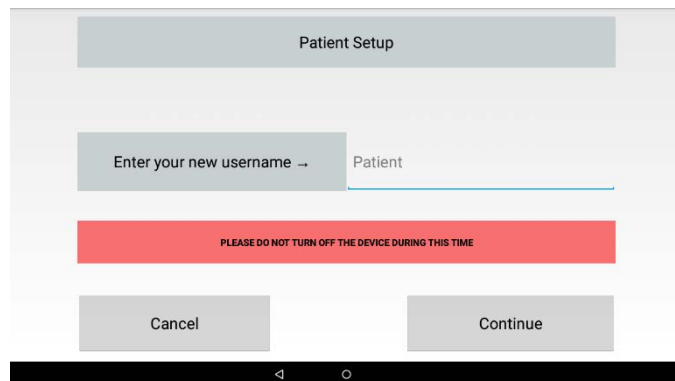 Patient Setup
Enter your new username → Patient
PLEASE DO NOT TURN OFF THE DEVICE DURING THIS TIME
Cancel Continue